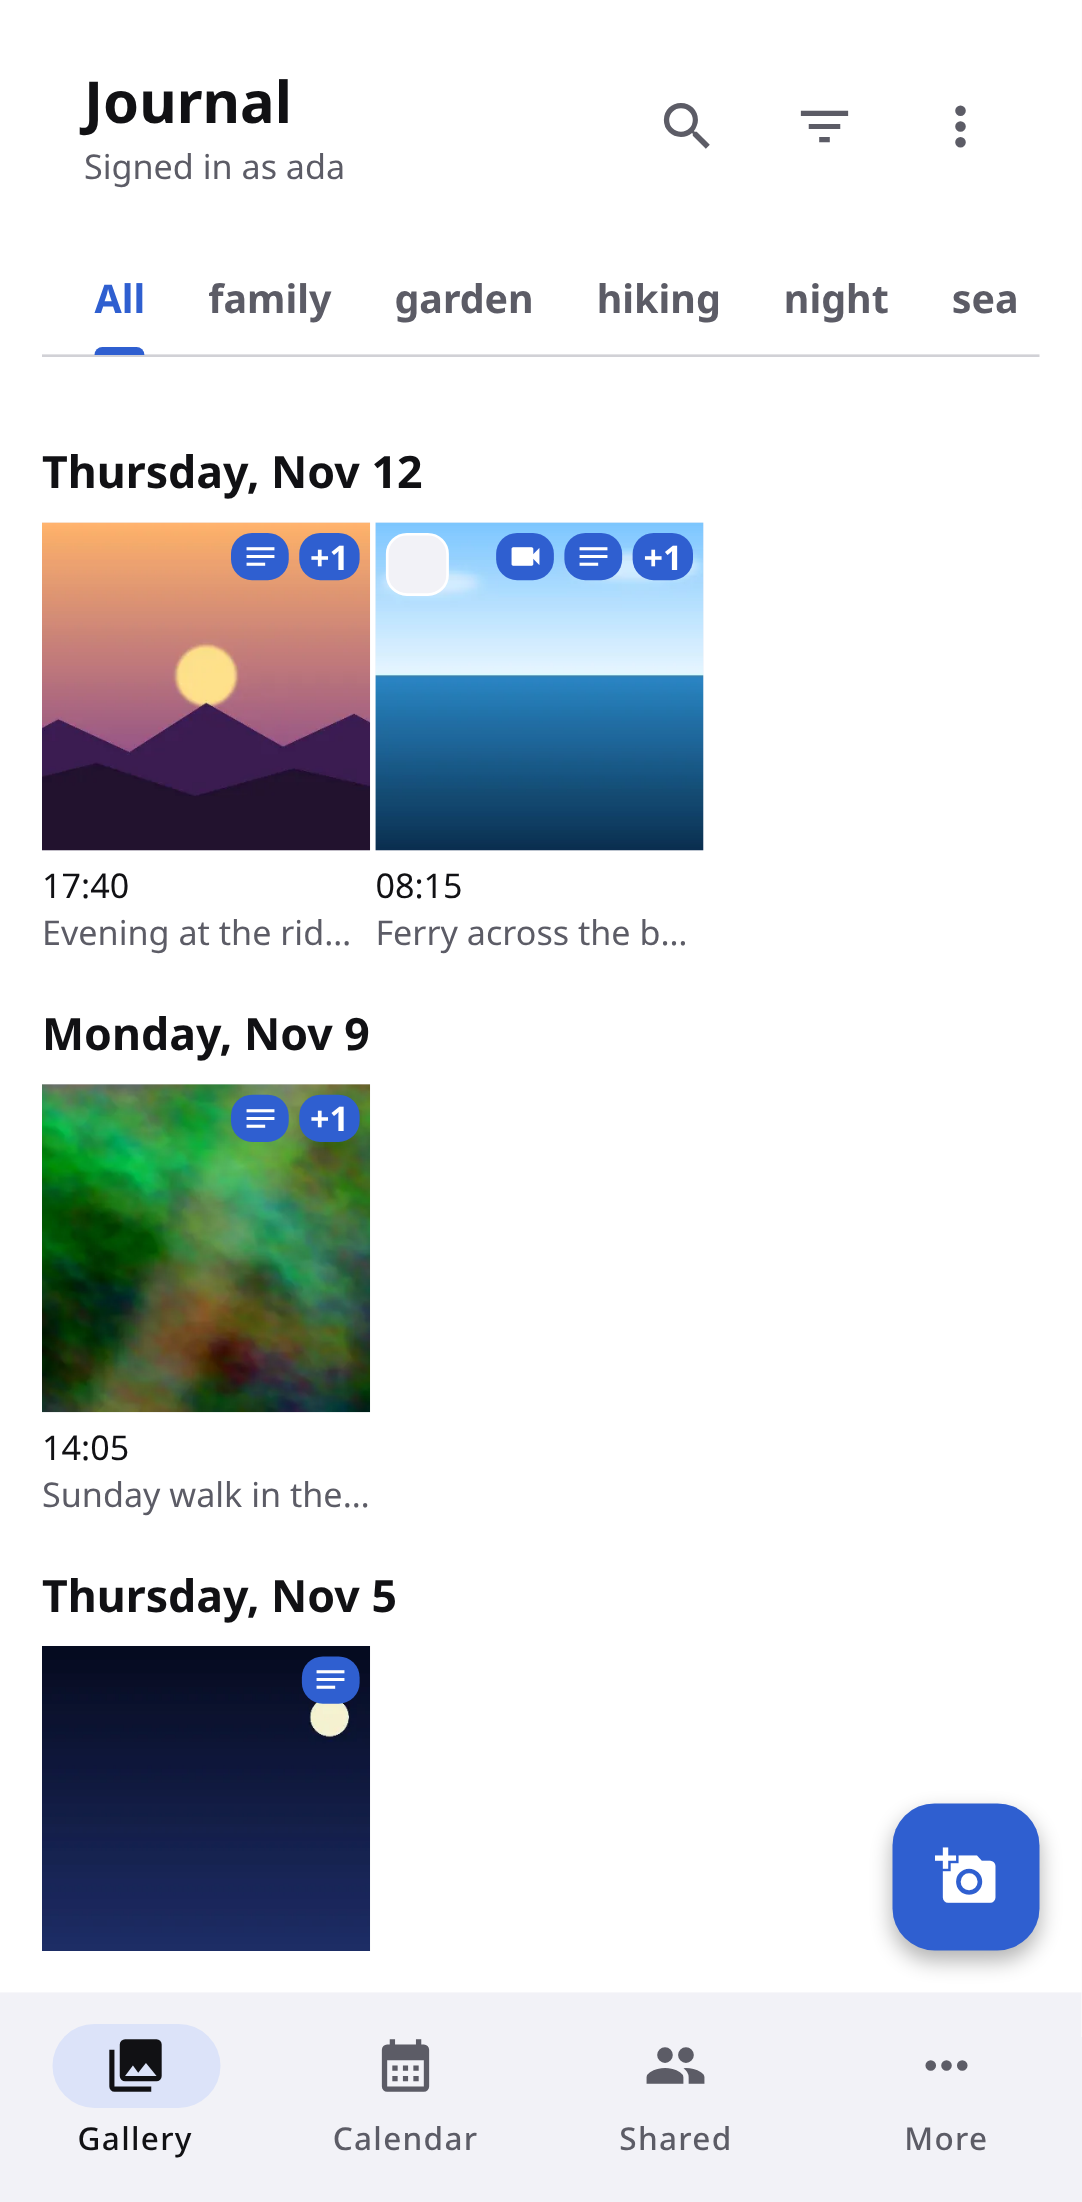 Journal
Signed in as ada
All family garden hiking night sea
Thursday, Nov 12
+1 +1
17:40 08:15
Evening at the rid... Ferry across the b...
Monday, Nov 9
+1
14:05
Sunday walk in the...
Thursday, Nov 5
Gallery Calendar Shared More